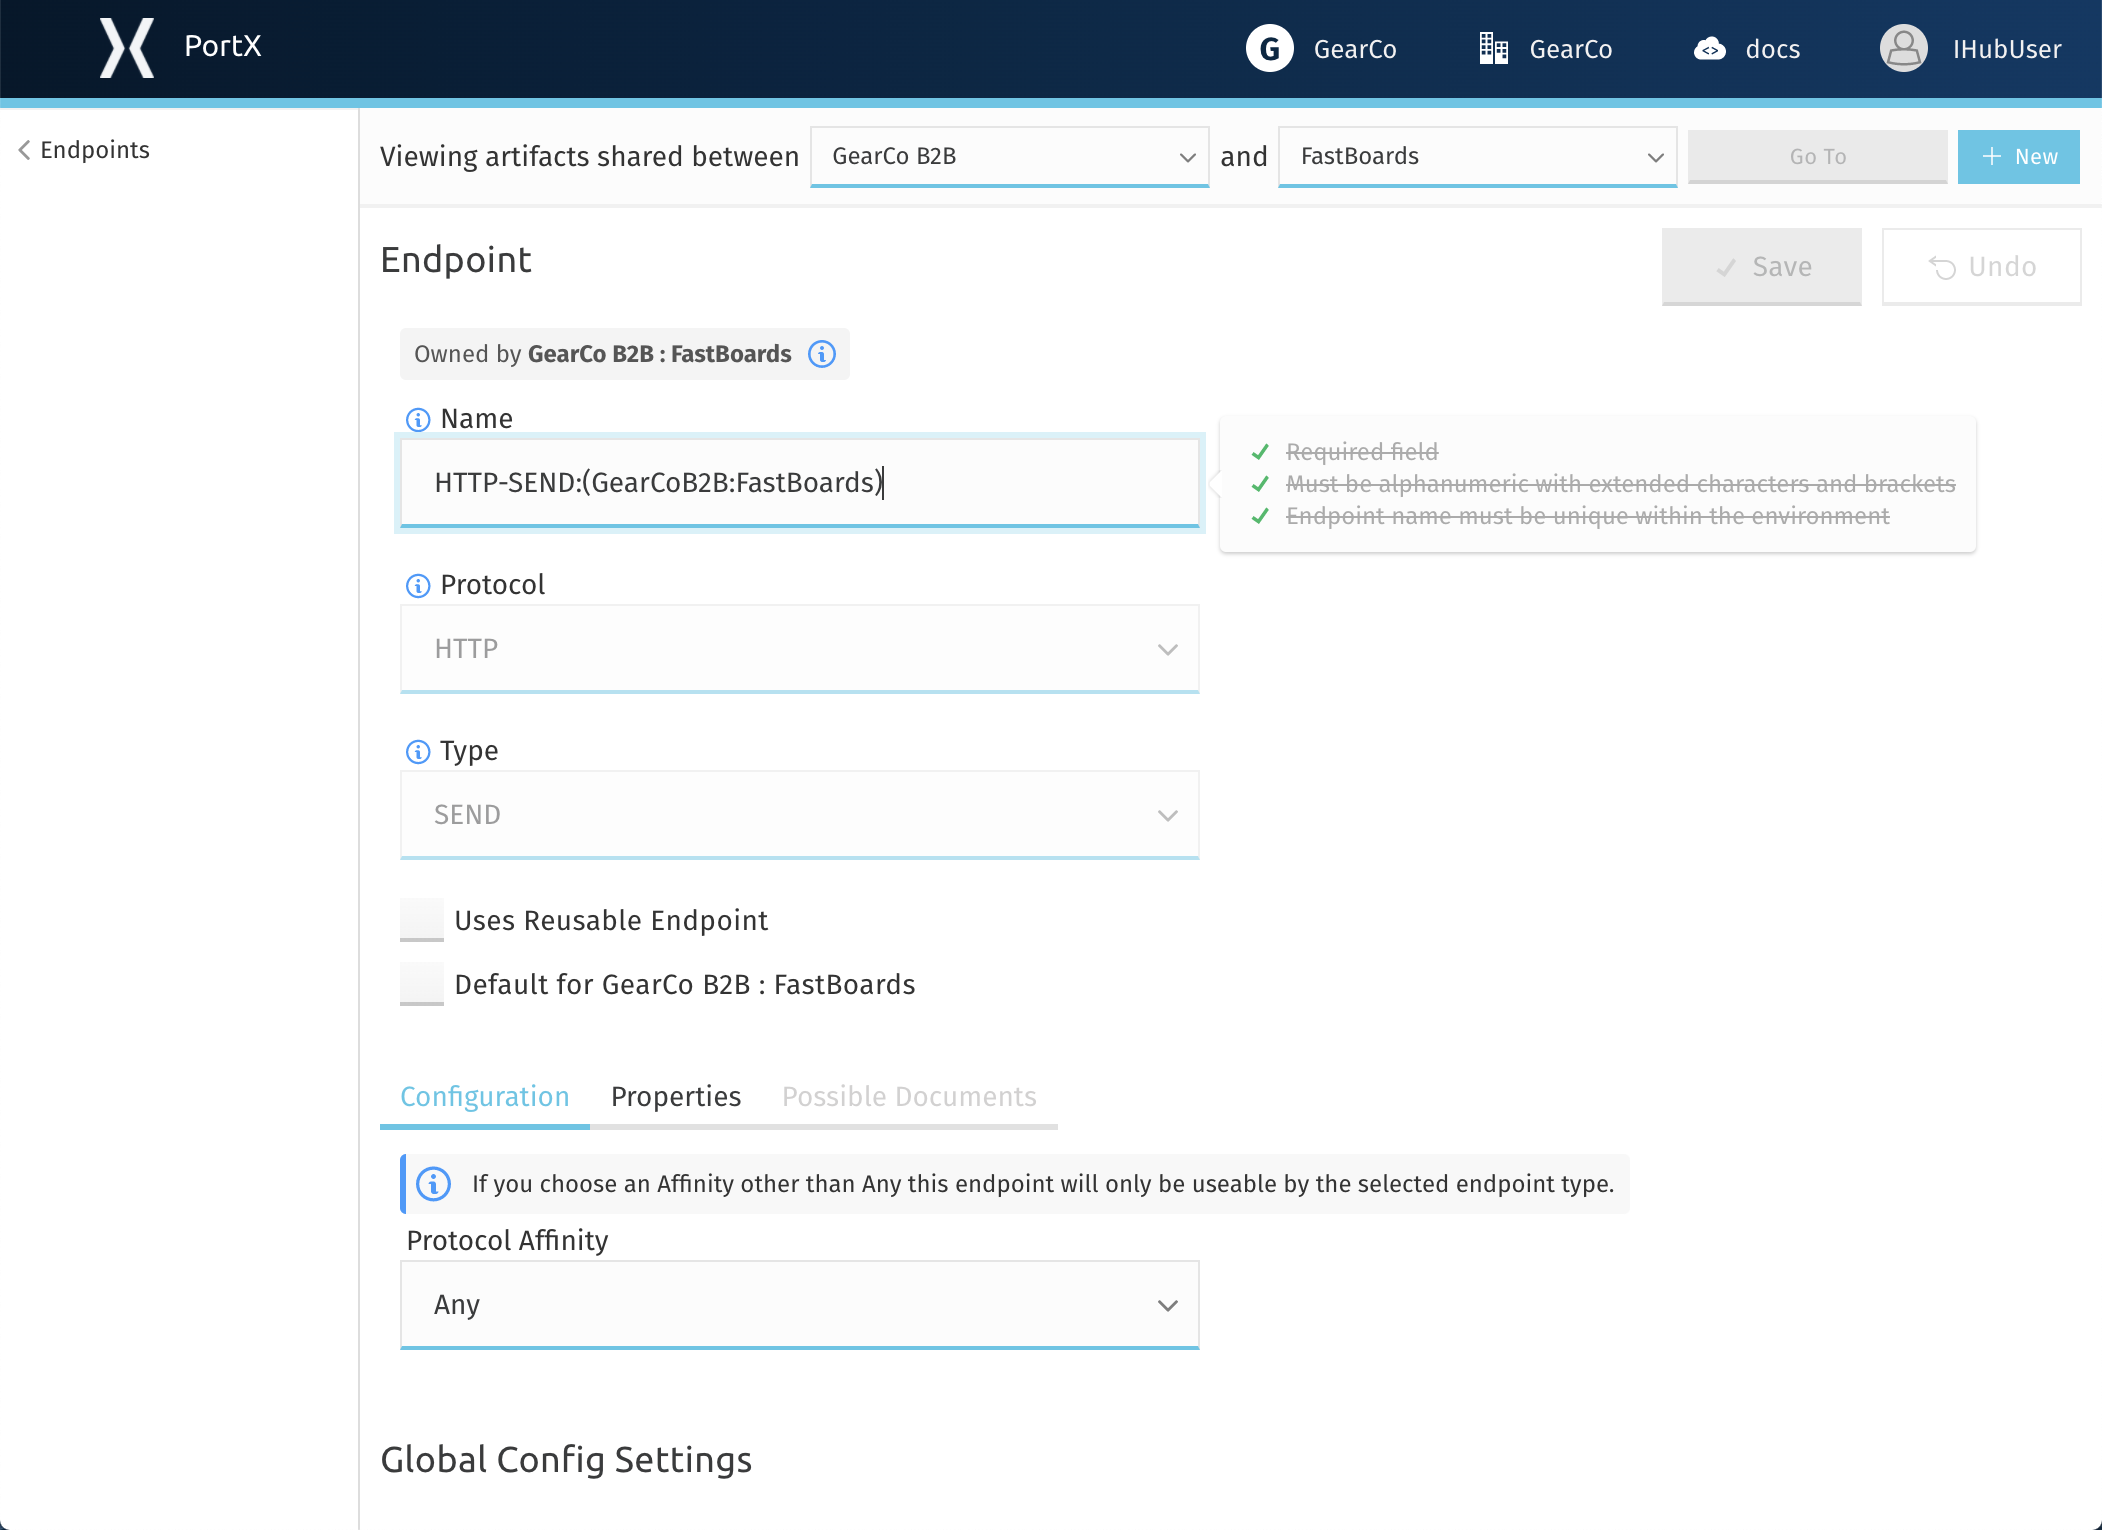 PortX
G GearCo
GearCo
docs
IHubUser
Endpoints
Viewing artifacts shared between GearCo B2B and FastBoards Go To + New
Endpoint
Save
Undo
Owned by GearCo B2B : FastBoards
Name
HTTP-SEND:(GearCoB2B:FastBoards)
Required field
Must be alphanumeric with extended characters and brackets
Endpoint name must be unique within the environment
Protocol
HTTP
Type
SEND
Uses Reusable Endpoint
Default for GearCo B2B : FastBoards
Configuration Properties Possible Documents
If you choose an Affinity other than Any this endpoint will only be useable by the selected endpoint type.
Protocol Affinity
Any
Global Config Settings